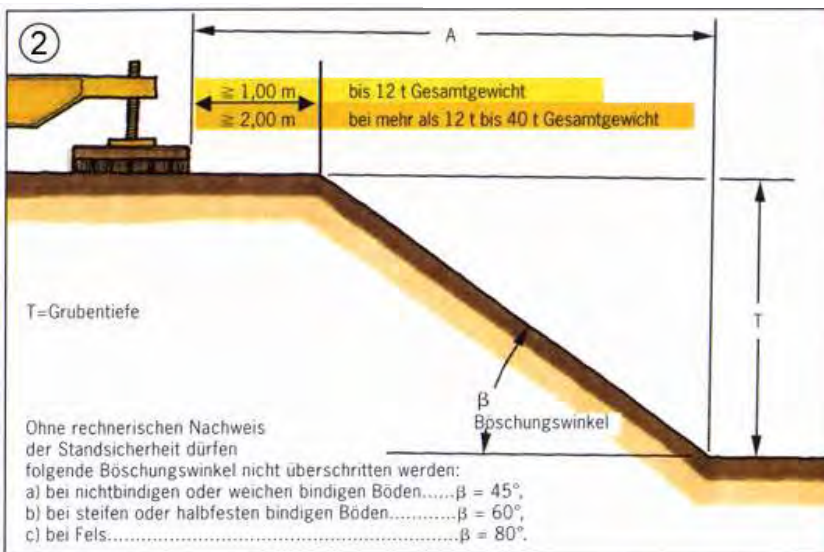 2
A
≧ 1,00 m bis 12 t Gesamtgewicht
≧ 2,00 m bei mehr als 12 t bis 40 t Gesamtgewicht
T=Grubentiefe
T
β
Böschungswinkel
Ohne rechnerischen Nachweis
der Standsicherheit dürfen
folgende Böschungswinkel nicht überschritten werden:
a) bei nichtbindigen oder weichen bindigen Böden......β = 45°,
b) bei steifen oder halbfesten bindigen Böden............β = 60°,
c) bei Fels....................................................β = 80°.